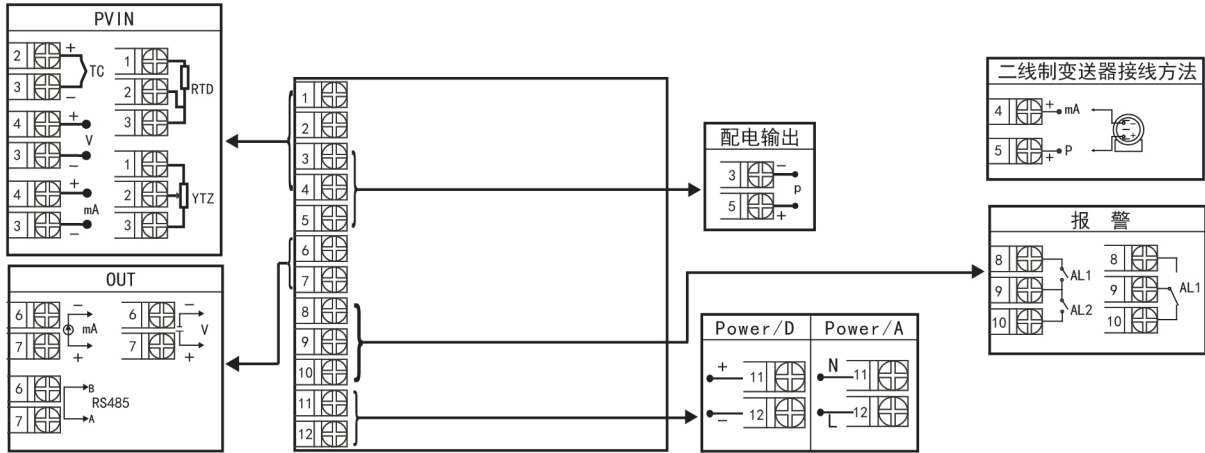 PVIN
2 + TC
3 −
4 + V
3 −
4 + mA
3 −
1 RTD
2
3
1 YTZ
2
3
OUT
6 − mA
7 +
6 − V
7 +
6 B
RS485
7 A
1
2
3
4
5
6
7
8
9
10
11
12
配电输出
3 −
p
5 +
Power/D
+ 11
− 12
Power/A
N 11
L 12
二线制变送器接线方法
4 + mA −
5 + P +
报 警
8
AL1
9
AL2
10
8
9 AL1
10